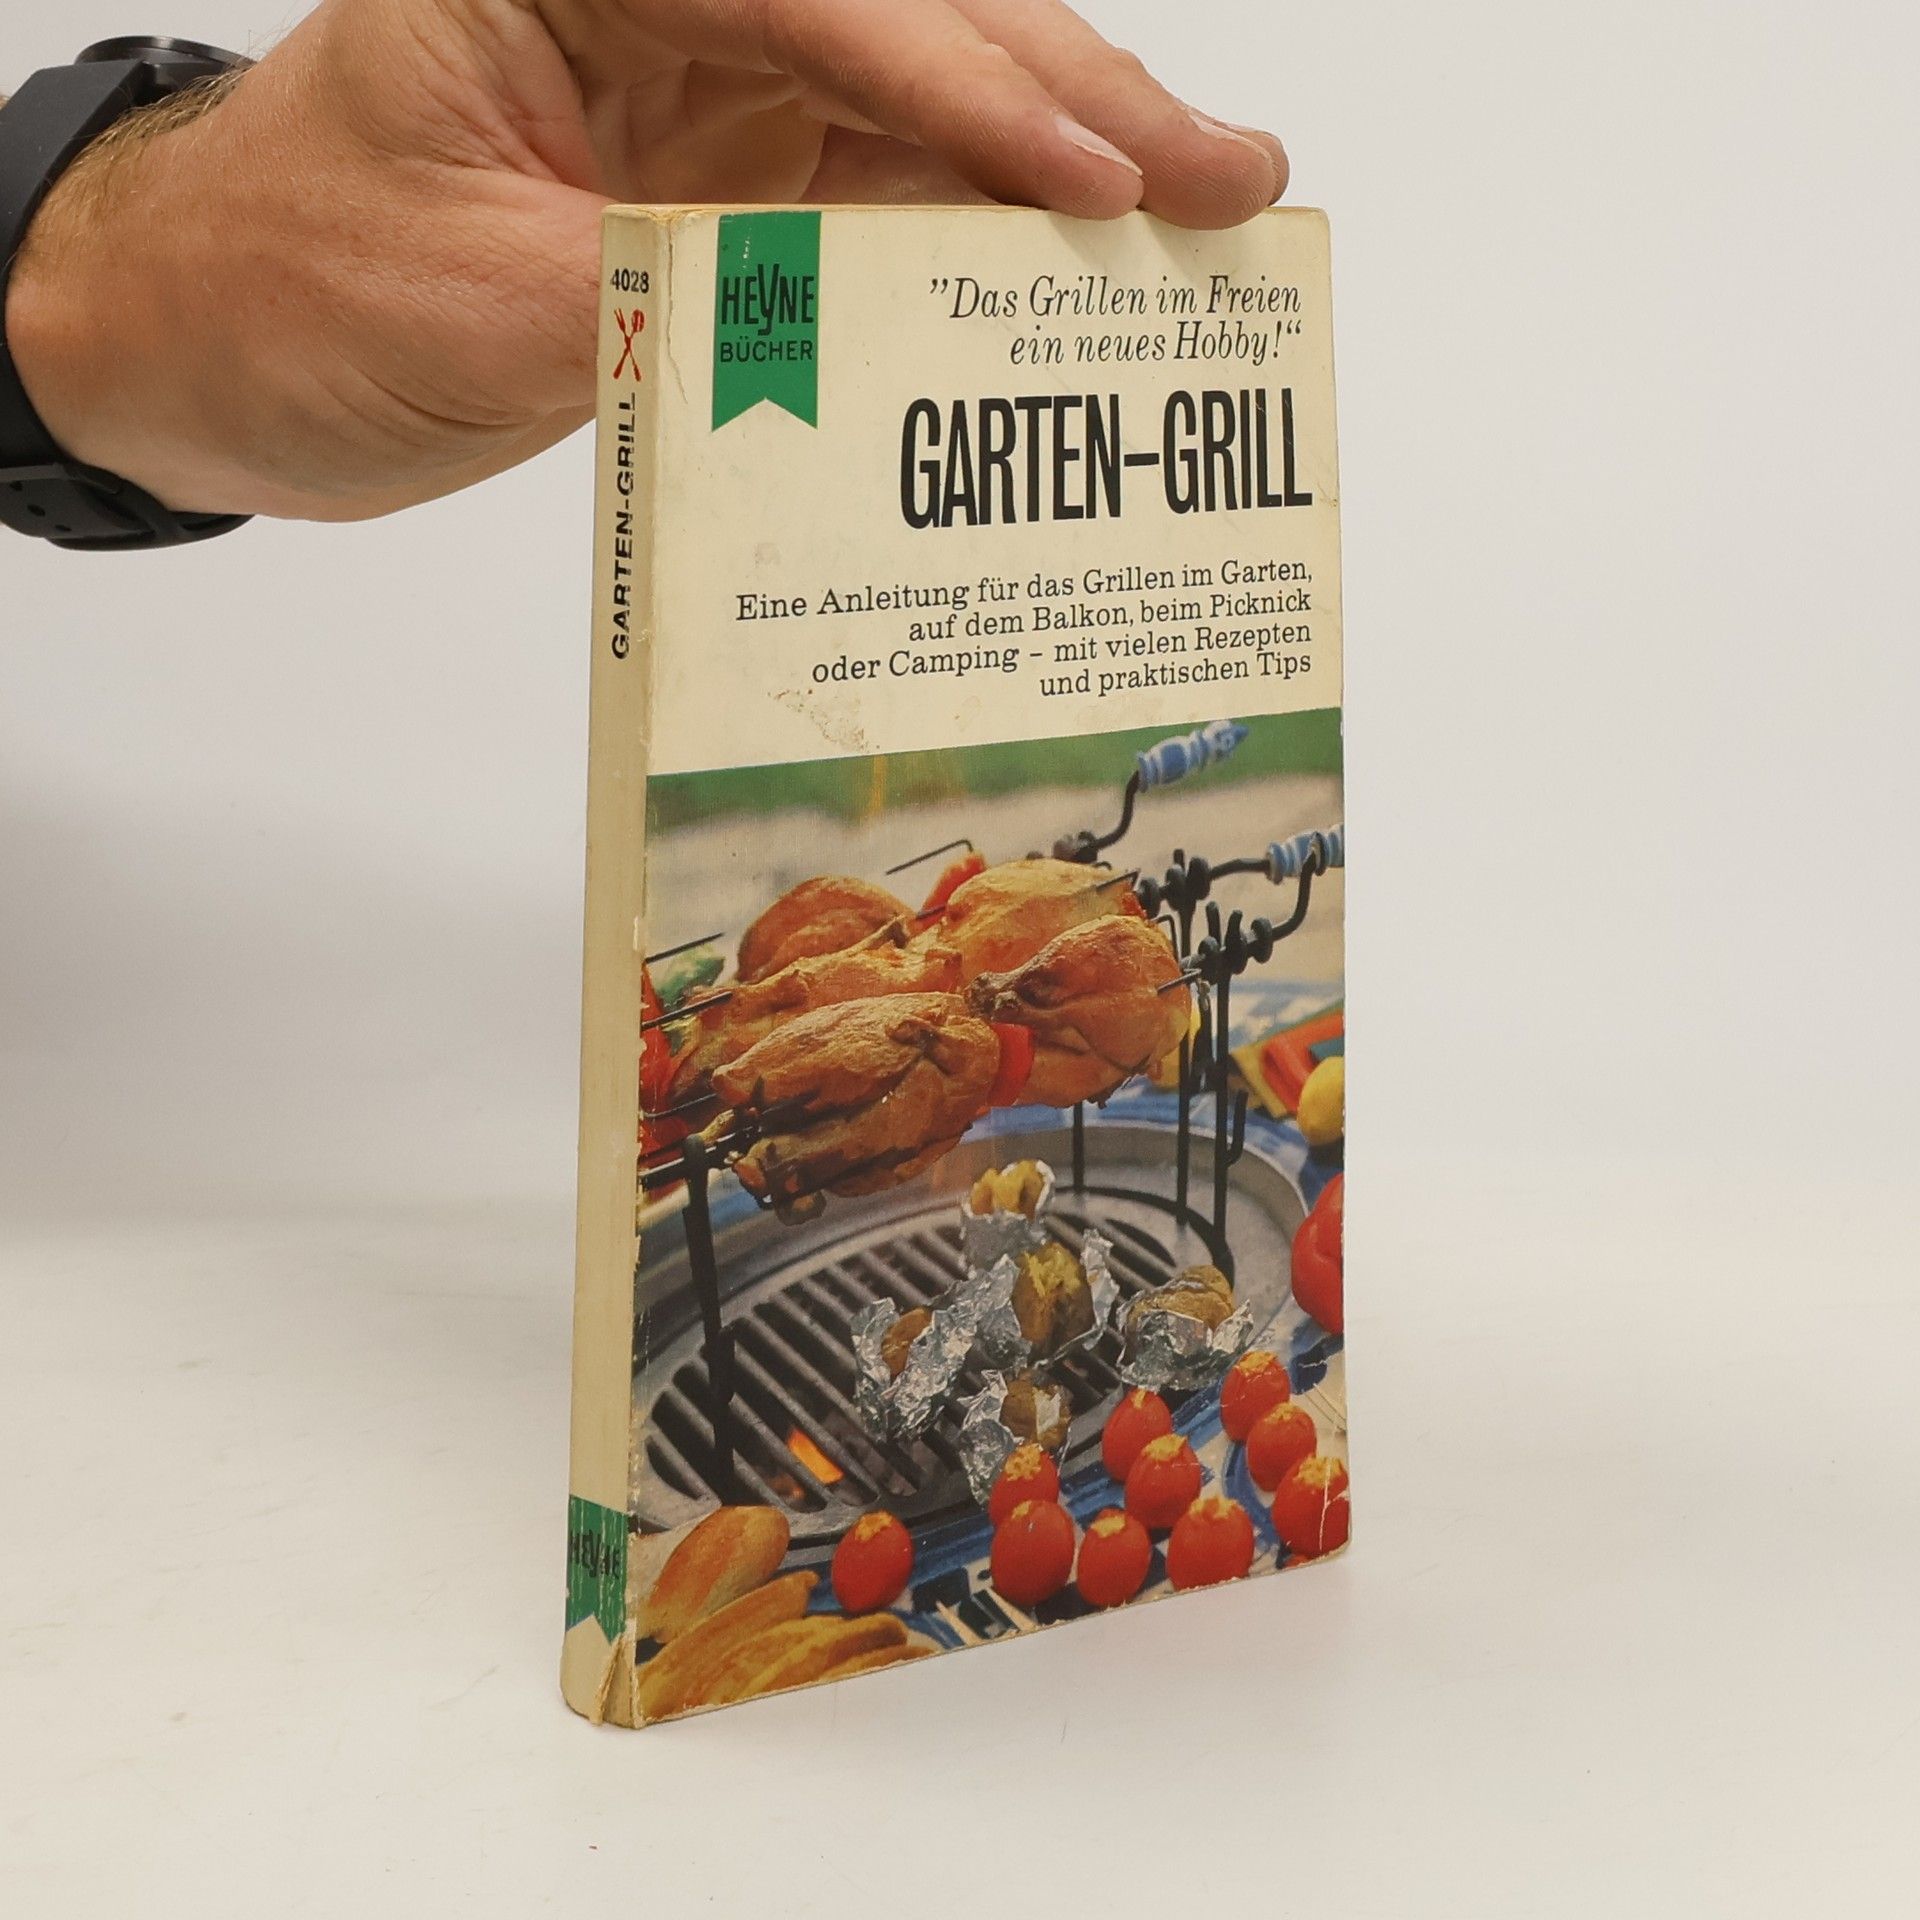 4028
GARTEN-GRILL
HEYNE
HEYNE
BÜCHER
”Das Grillen im Freien
ein neues Hobby!“
GARTEN-GRILL
Eine Anleitung für das Grillen im Garten,
auf dem Balkon, beim Picknick
oder Camping – mit vielen Rezepten
und praktischen Tips